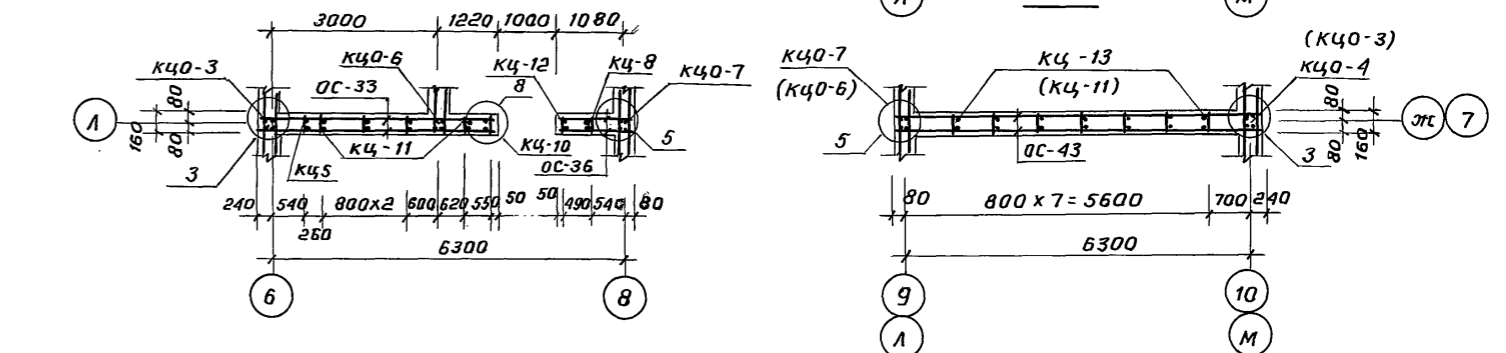 3000 1220 1000 1080
КЦО-3 КЦО-6 КЦ-12 КЦ-8 КЦО-7
ОС-33 8
Л 80 160 80
КЦ-11 КЦ-10 5
3 КЦ5 ОС-36
240 540 800х2 600 620 550 50 50 490 540 80
260
6300
6 8
Л М
КЦО-7 КЦ-13 (КЦО-3)
(КЦО-6) (КЦ-11) КЦО-4
80 160 80
Ж 7
5 ОС-43 3
80 800 х 7 = 5600 700 240
6300
9 10
Л М